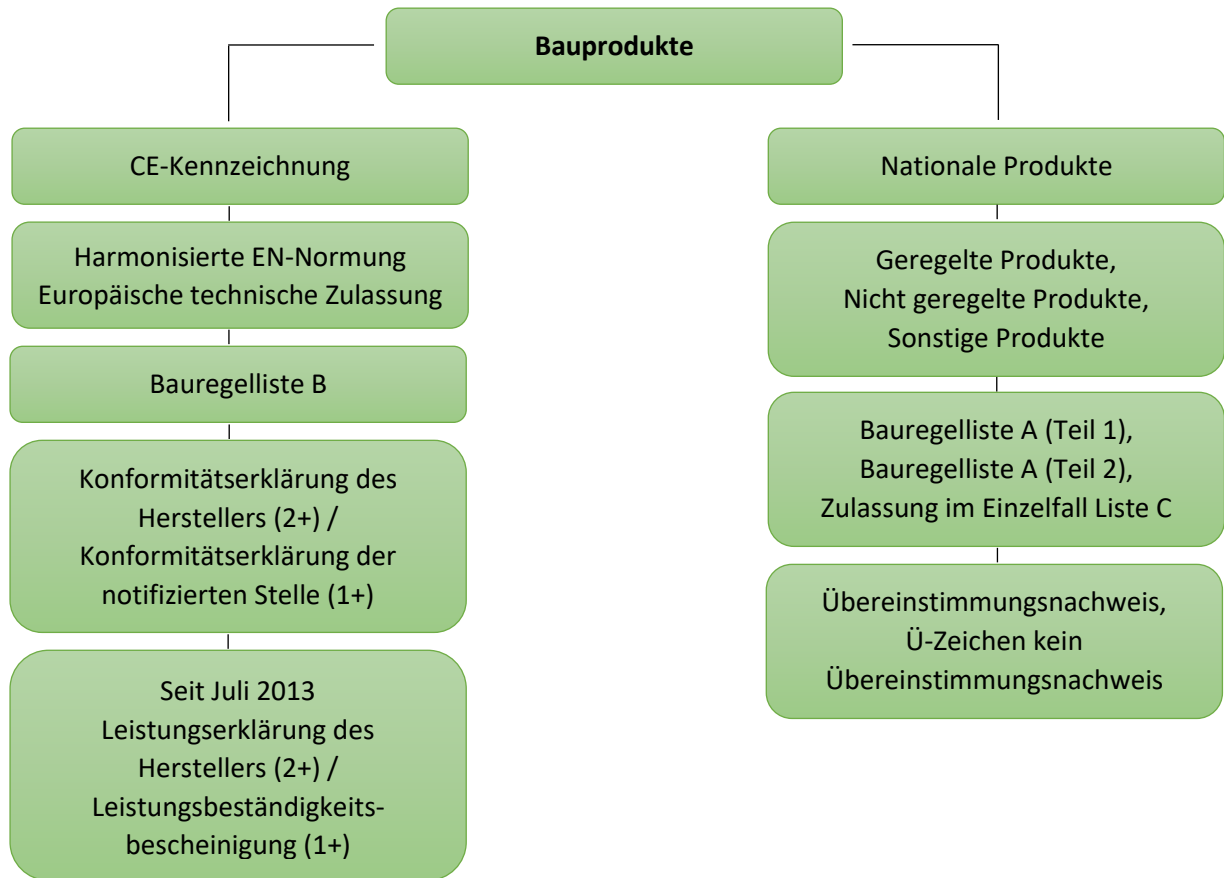 Bauprodukte
CE-Kennzeichnung
Harmonisierte EN-Normung
Europäische technische Zulassung
Bauregelliste B
Konformitätserklärung des
Herstellers (2+) /
Konformitätserklärung der
notifizierten Stelle (1+)
Seit Juli 2013
Leistungserklärung des
Herstellers (2+) /
Leistungsbeständigkeits-
bescheinigung (1+)
Nationale Produkte
Geregelte Produkte,
Nicht geregelte Produkte,
Sonstige Produkte
Bauregelliste A (Teil 1),
Bauregelliste A (Teil 2),
Zulassung im Einzelfall Liste C
Übereinstimmungsnachweis,
Ü-Zeichen kein
Übereinstimmungsnachweis